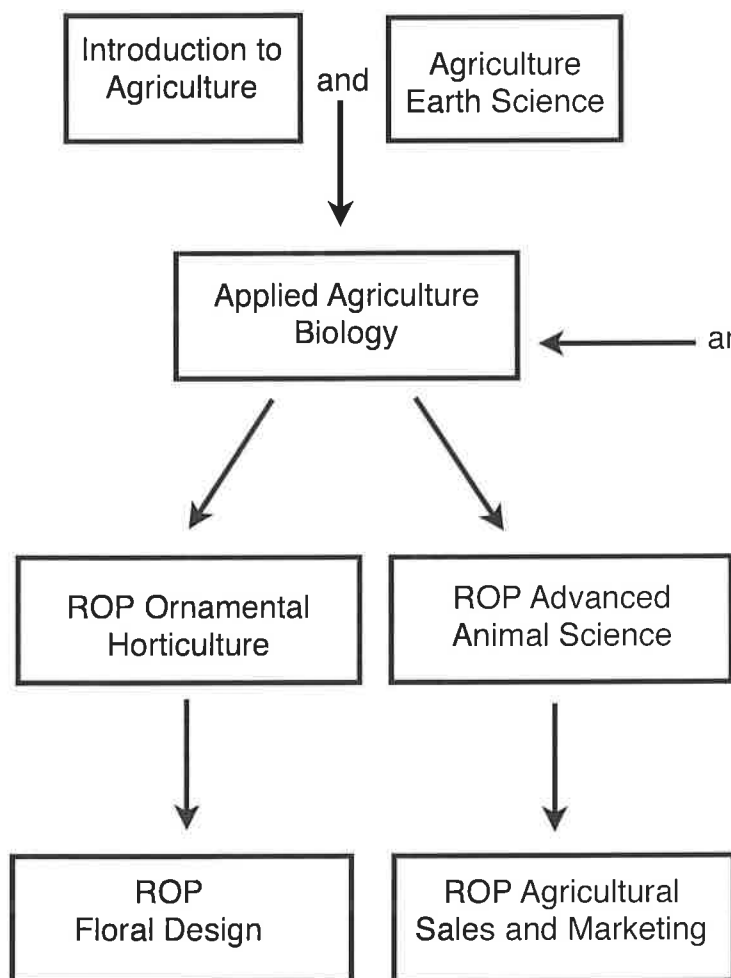 Introduction to
Agriculture
and
Agriculture
Earth Science
Applied Agriculture
Biology
ROP Ornamental
Horticulture
ROP Advanced
Animal Science
ROP
Floral Design
ROP Agricultural
Sales and Marketing